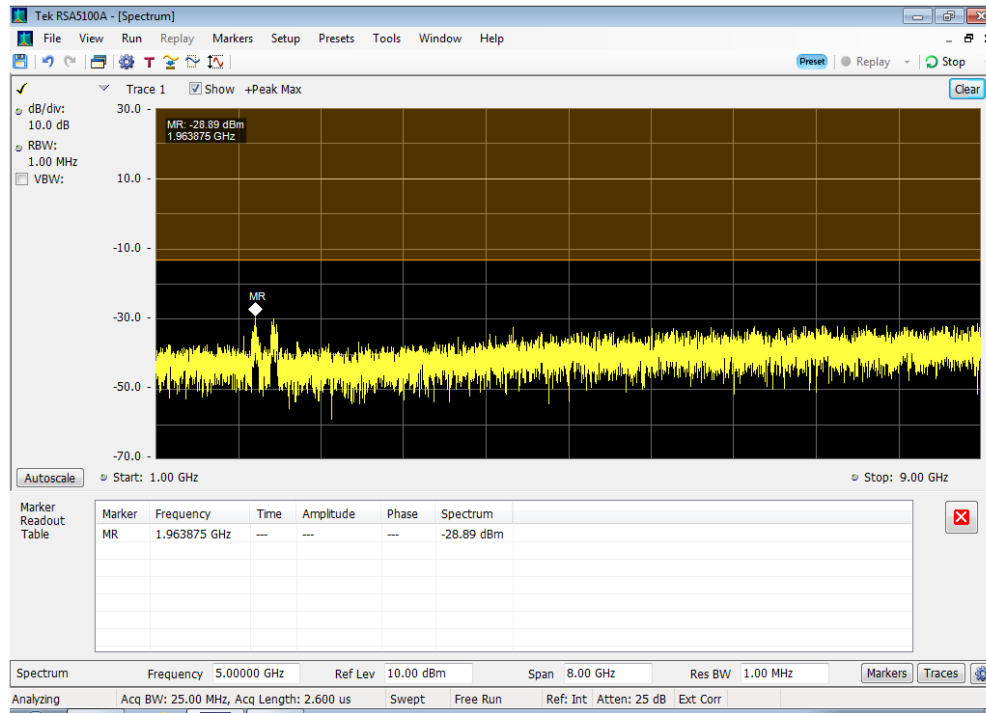 Tek RSA5100A - [Spectrum]
File View Run Replay Markers Setup Presets Tools Window Help
T Preset Replay Stop
Trace 1 Show +Peak Max Clear
dB/div:
10.0 dB
RBW:
1.00 MHz
VBW:
30.0
10.0
-10.0
-30.0
-50.0
-70.0
MR: -28.89 dBm
1.963875 GHz
MR
Autoscale Start: 1.00 GHz Stop: 9.00 GHz
Marker
Readout
Table
Marker Frequency Time Amplitude Phase Spectrum
MR 1.963875 GHz --- --- --- -28.89 dBm
Spectrum Frequency 5.00000 GHz Ref Lev 10.00 dBm Span 8.00 GHz Res BW 1.00 MHz Markers Traces
Analyzing Acq BW: 25.00 MHz, Acq Length: 2.600 us Swept Free Run Ref: Int Atten: 25 dB Ext Corr